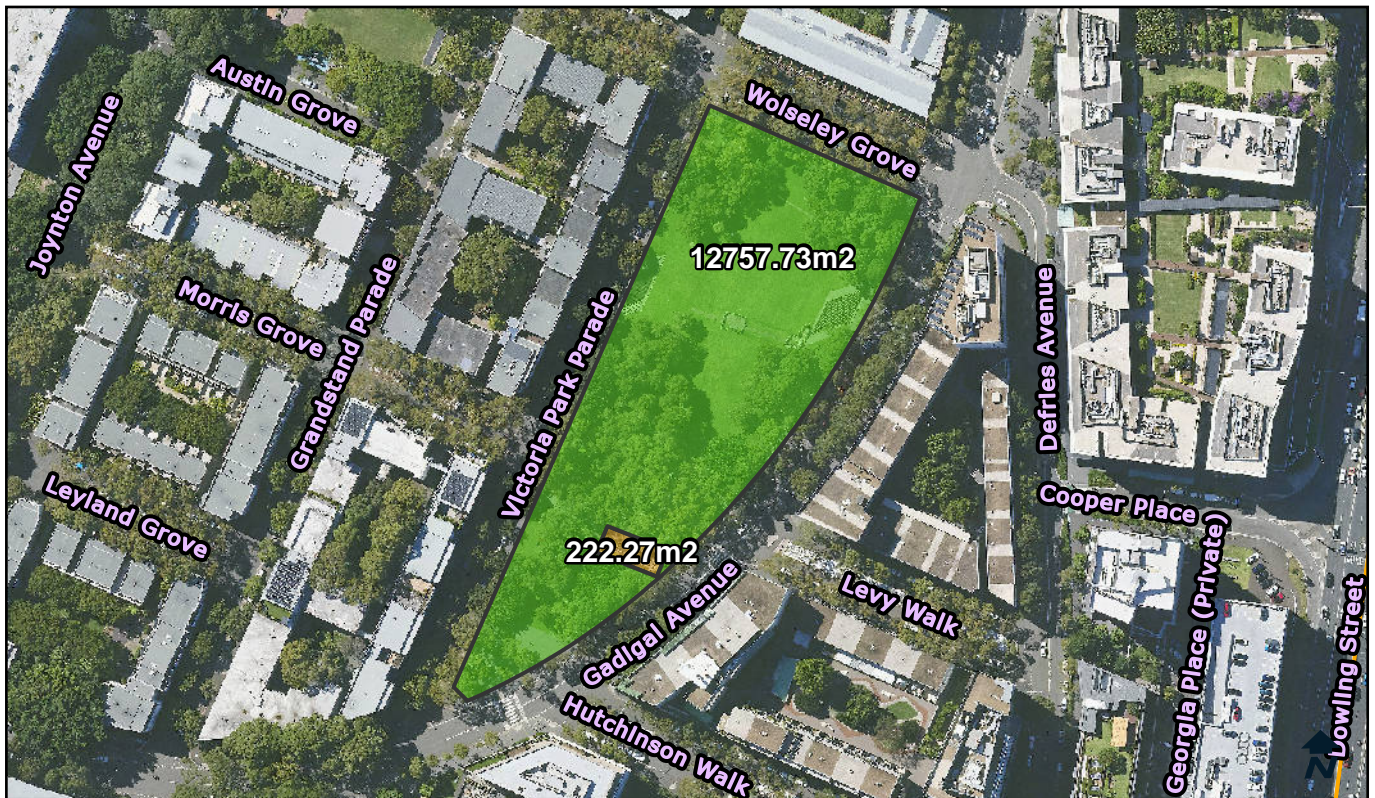 Austin Grove
Wolseley Grove
Joynton Avenue
12757.73m2
Morris Grove
Grandstand Parade
Victoria Park Parade
Defries Avenue
Leyland Grove
Cooper Place
222.27m2
Gadigal Avenue
Levy Walk
Georgia Place (Private)
Dowling Street
Hutchinson Walk
N